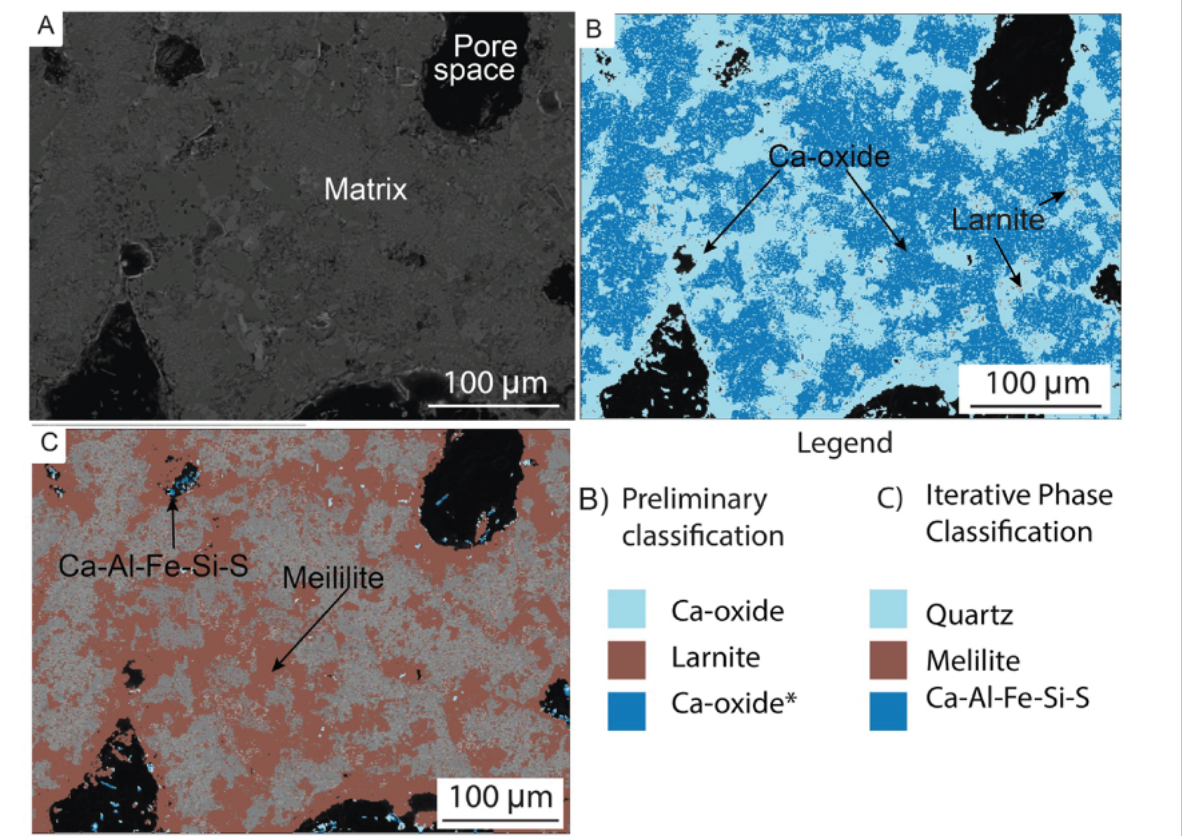 A
Pore
space
Matrix
100 µm
B
Ca-oxide
Larnite
100 µm
C
Ca-Al-Fe-Si-S
Meililite
100 µm
Legend
B) Preliminary
classification
Ca-oxide
Larnite
Ca-oxide*
C) Iterative Phase
Classification
Quartz
Melilite
Ca-Al-Fe-Si-S